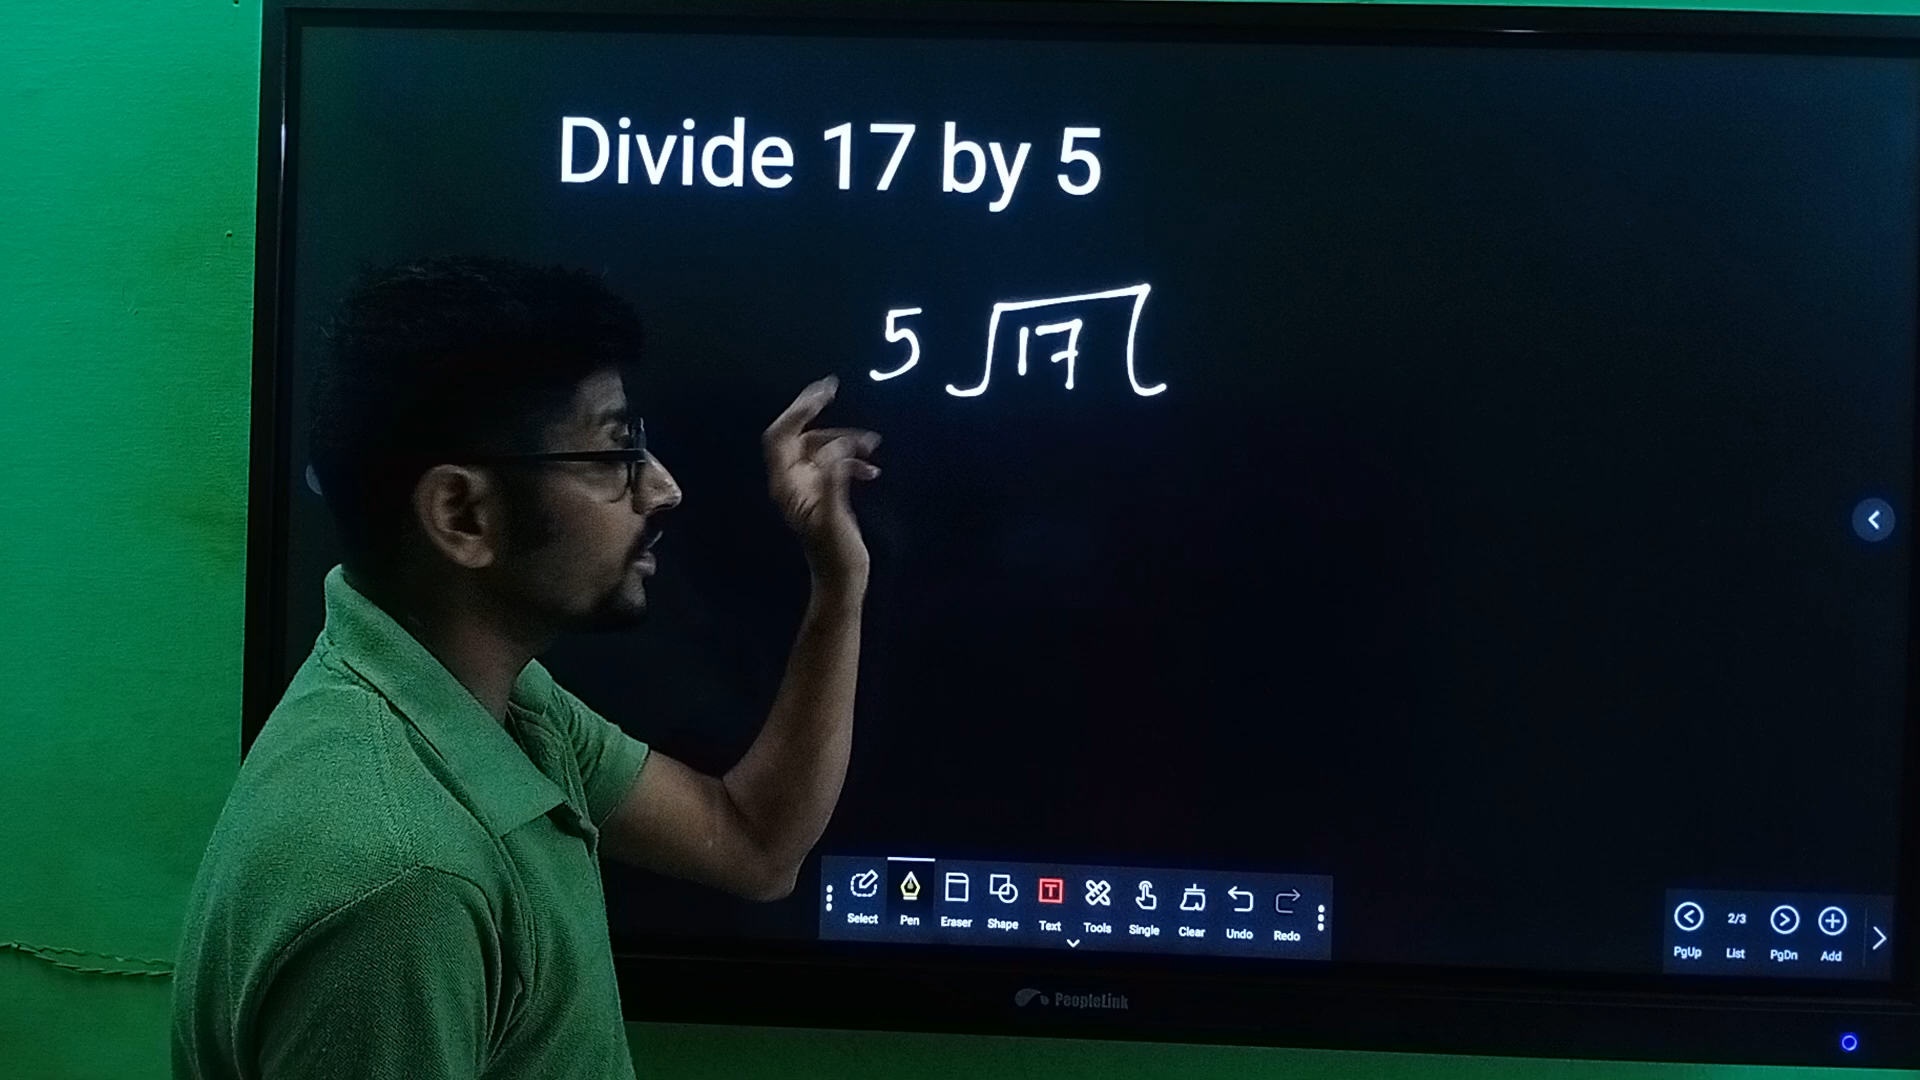 Divide 17 by 5
5 17
Select Pen Eraser Shape Text Tools Single Clear Undo Redo
2/3
PgUp List PgDn Add
PeopleLink